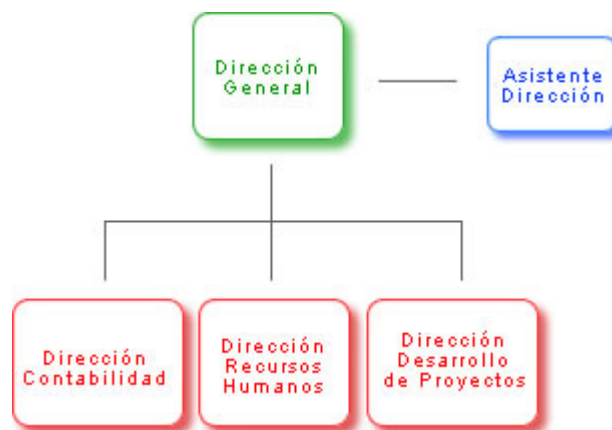 Dirección
General
Asistente
Dirección
Dirección
Contabilidad
Dirección
Recursos
Humanos
Dirección
Desarrollo
de Proyectos